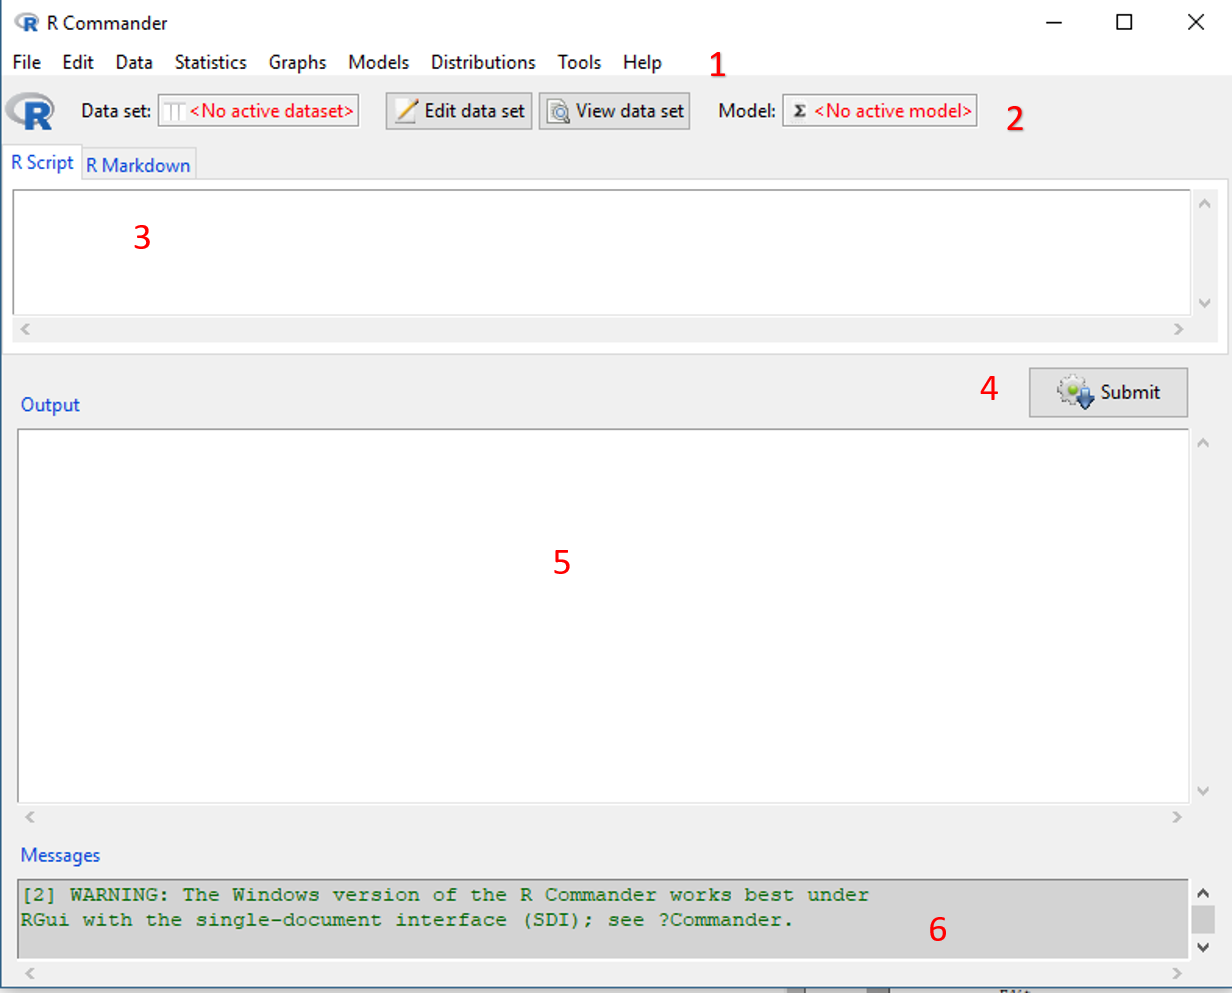 R Commander
File Edit Data Statistics Graphs Models Distributions Tools Help 1
R Data set: <No active dataset> Edit data set View data set Model: Σ <No active model> 2
R Script R Markdown
3
4 Submit
Output
5
Messages
[2] WARNING: The Windows version of the R Commander works best under
RGui with the single-document interface (SDI); see ?Commander.
6